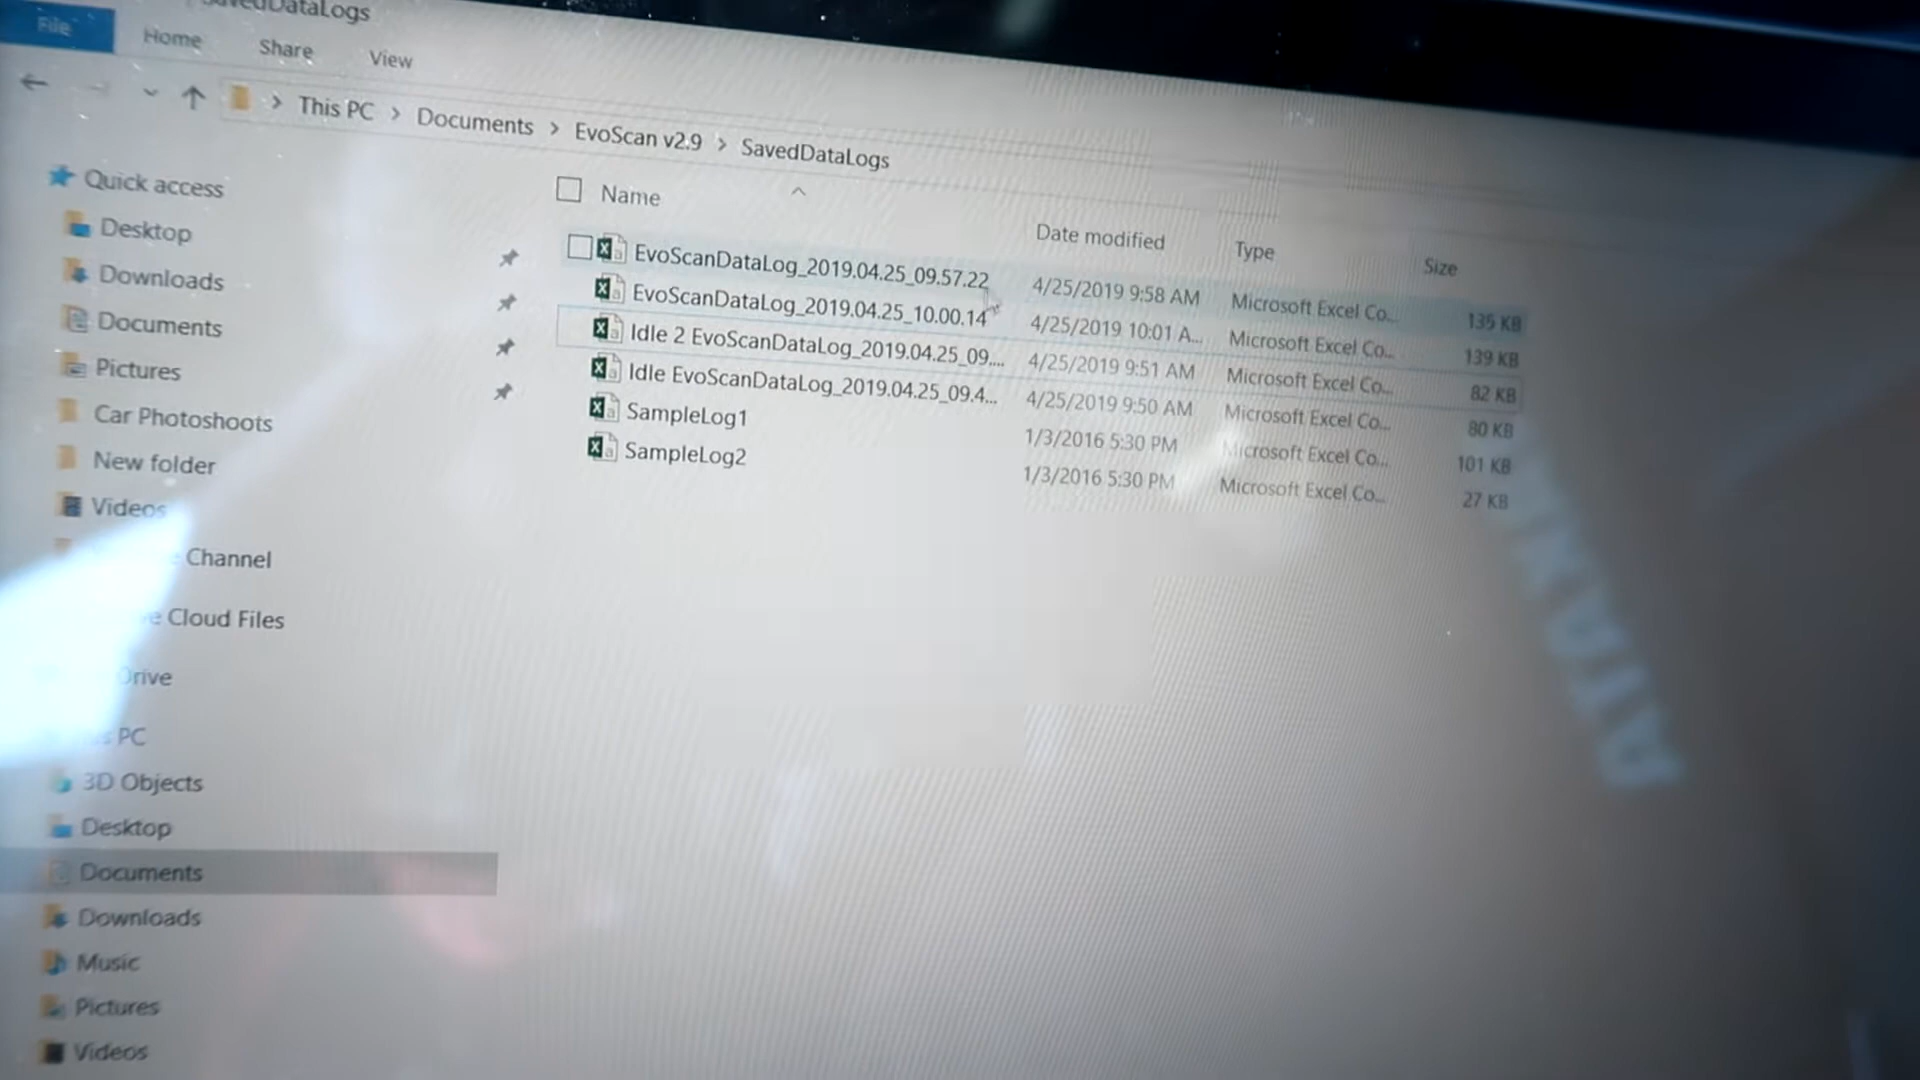 SavedDataLogs
File Home Share View
This PC > Documents > EvoScan v2.9 > SavedDataLogs
Name Date modified Type Size
EvoScanDataLog_2019.04.25_09.57.22 4/25/2019 9:58 AM Microsoft Excel Co... 135 KB
EvoScanDataLog_2019.04.25_10.00.14 4/25/2019 10:01 A... Microsoft Excel Co... 139 KB
Idle 2 EvoScanDataLog_2019.04.25_09.... 4/25/2019 9:51 AM Microsoft Excel Co... 82 KB
Idle EvoScanDataLog_2019.04.25_09.4... 4/25/2019 9:50 AM Microsoft Excel Co... 80 KB
SampleLog1 1/3/2016 5:30 PM Microsoft Excel Co... 101 KB
SampleLog2 1/3/2016 5:30 PM Microsoft Excel Co... 27 KB
Quick access
Desktop
Downloads
Documents
Pictures
Car Photoshoots
New folder
Videos
Channel
Cloud Files
Drive
PC
3D Objects
Desktop
Documents
Downloads
Music
Pictures
Videos